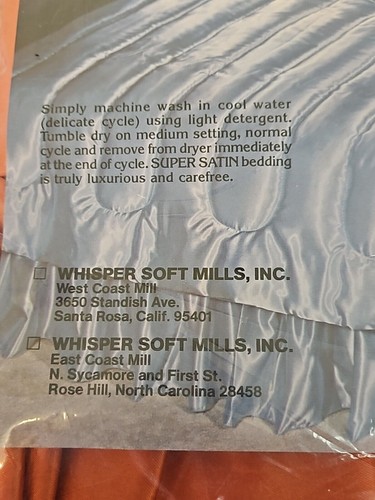 Simply machine wash in cool water
(delicate cycle) using light detergent.
Tumble dry on medium setting, normal
cycle and remove from dryer immediately
at the end of cycle. SUPER SATIN bedding
is truly luxurious and carefree.
WHISPER SOFT MILLS, INC.
West Coast Mill
3650 Standish Ave.
Santa Rosa, Calif. 95401
WHISPER SOFT MILLS, INC.
East Coast Mill
N. Sycamore and First St.
Rose Hill, North Carolina 28458